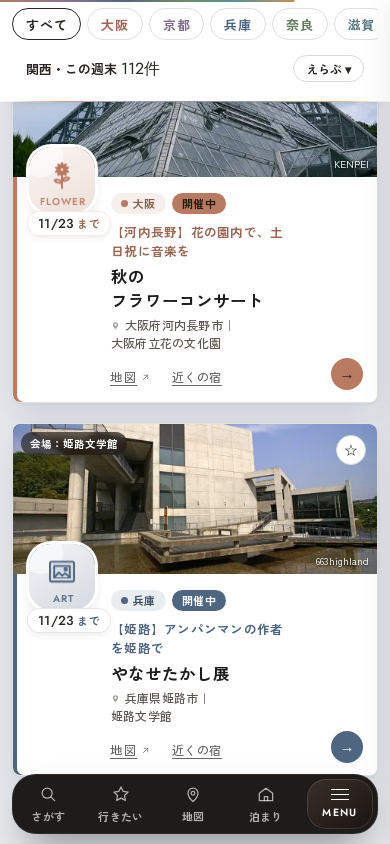 すべて 大阪 京都 兵庫 奈良 滋賀
関西・この週末 112件 えらぶ ▾
KENPEI
FLOWER
11/23 まで
大阪 開催中
【河内長野】花の園内で、土
日祝に音楽を
秋の
フラワーコンサート
大阪府河内長野市｜
大阪府立花の文化園
地図 ↗ 近くの宿 →
会場：姫路文学館 ☆
663highland
ART
11/23 まで
兵庫 開催中
【姫路】アンパンマンの作者
を姫路で
やなせたかし展
兵庫県姫路市｜
姫路文学館
地図 ↗ 近くの宿 →
さがす 行きたい 地図 泊まり MENU